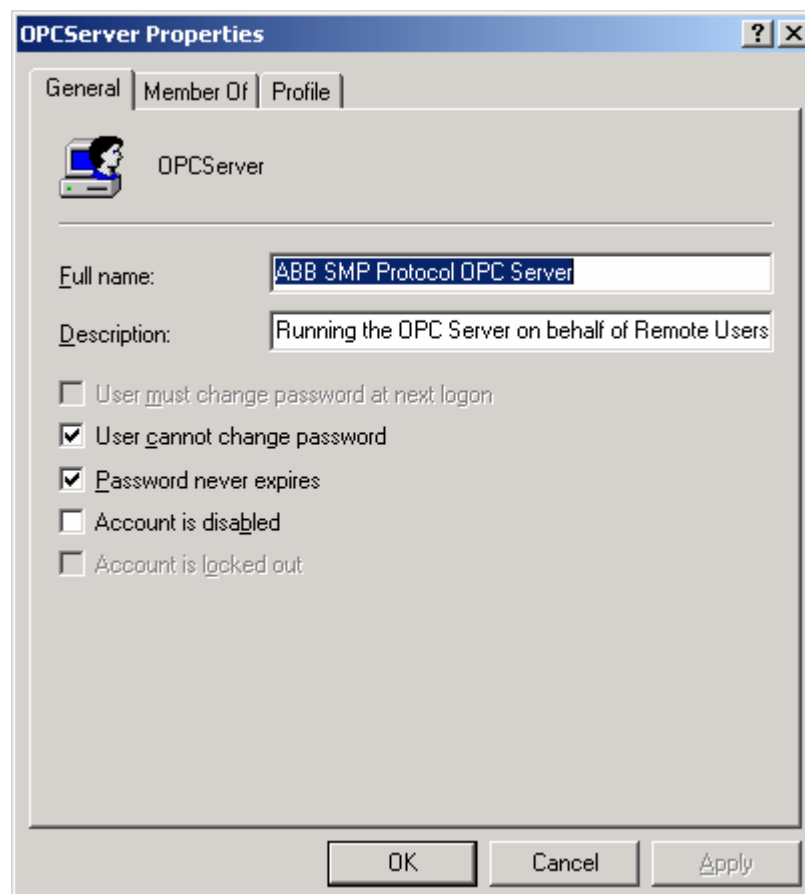 OPCServer Properties
General Member Of Profile
OPCServer
Full name: ABB SMP Protocol OPC Server
Description: Running the OPC Server on behalf of Remote Users
User must change password at next logon
User cannot change password
Password never expires
Account is disabled
Account is locked out
OK Cancel Apply